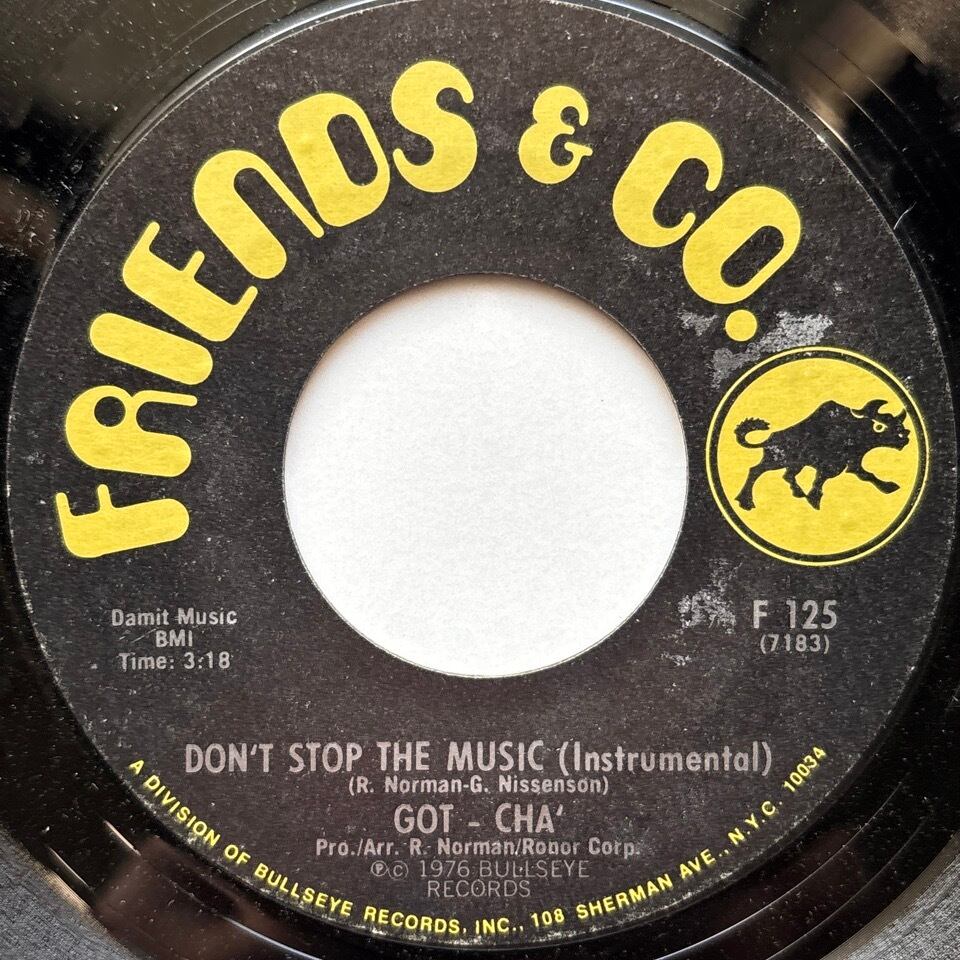 FRIENDS & CO.
Damit Music
BMI
Time: 3:18
F 125
(7183)
DON'T STOP THE MUSIC (Instrumental)
(R. Norman-G. Nissenson)
GOT - CHA'
Pro./Arr. R. Norman/Robor Corp.
℗© 1976 BULLSEYE
RECORDS
A DIVISION OF BULLSEYE RECORDS, INC., 108 SHERMAN AVE., N.Y.C. 10034